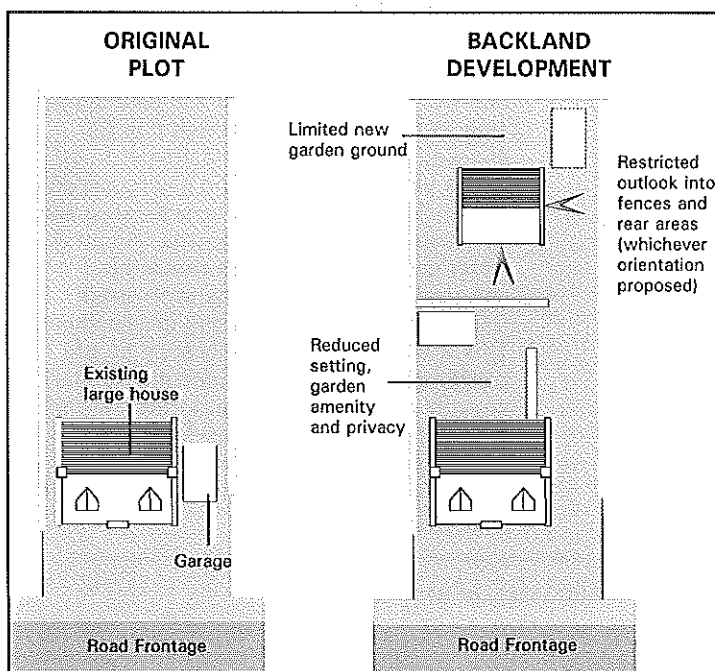 ORIGINAL
PLOT
Existing
large house
Garage
Road Frontage
BACKLAND
DEVELOPMENT
Limited new
garden ground
Restricted
outlook into
fences and
rear areas
(whichever
orientation
proposed)
Reduced
setting,
garden
amenity
and privacy
Road Frontage